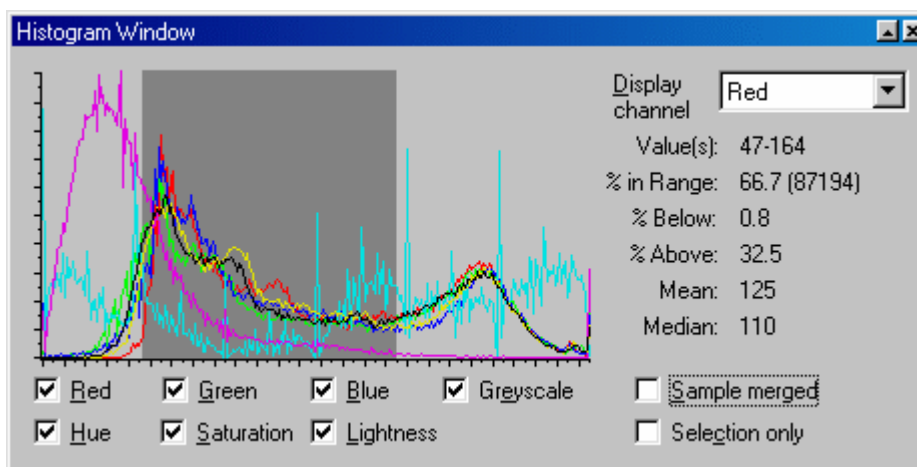 Histogram Window
Display channel
Red
Value(s): 47-164
% in Range: 66.7 (87194)
% Below: 0.8
% Above: 32.5
Mean: 125
Median: 110
Red Green Blue Greyscale Sample merged
Hue Saturation Lightness Selection only